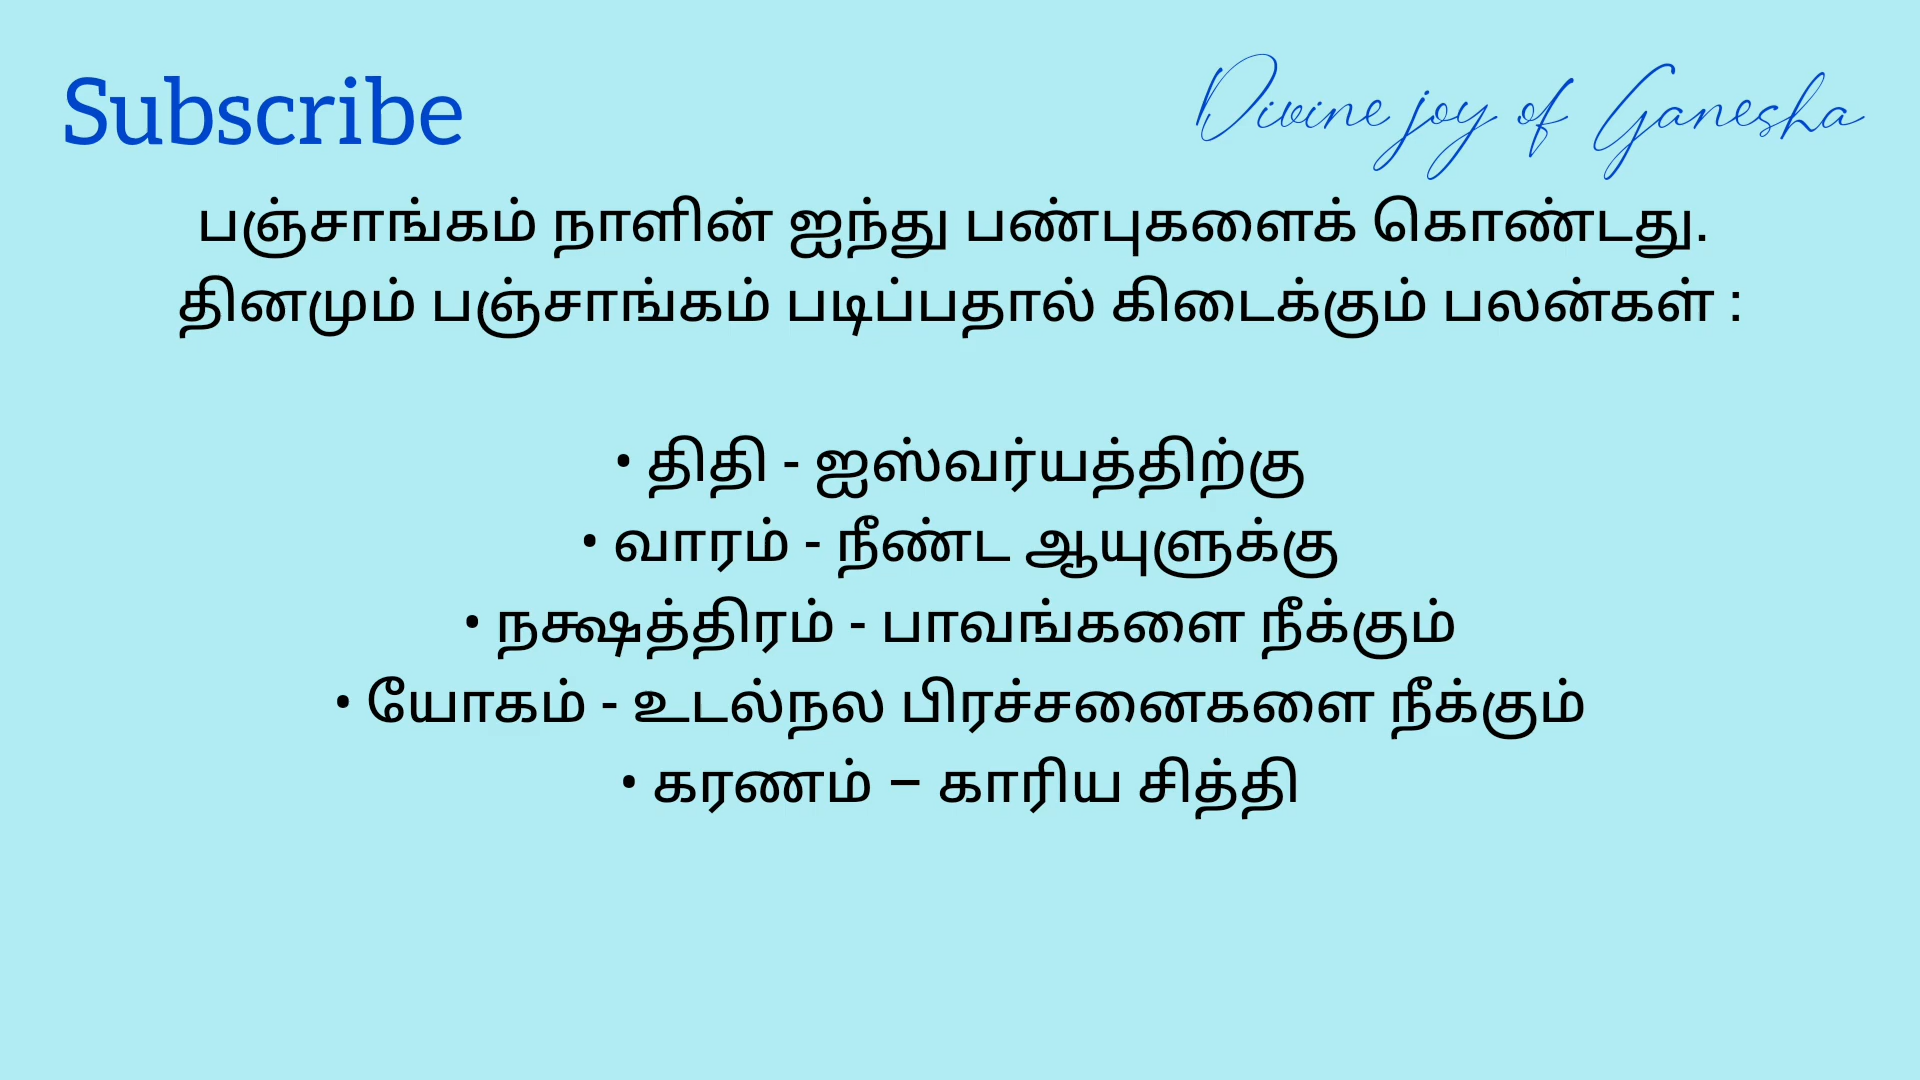 Subscribe
Divine joy of Ganesha
பஞ்சாங்கம் நாளின் ஐந்து பண்புகளைக் கொண்டது.
தினமும் பஞ்சாங்கம் படிப்பதால் கிடைக்கும் பலன்கள் :
• திதி - ஐஸ்வர்யத்திற்கு
• வாரம் - நீண்ட ஆயுளுக்கு
• நக்ஷத்திரம் - பாவங்களை நீக்கும்
• யோகம் - உடல்நல பிரச்சனைகளை நீக்கும்
• கரணம் – காரிய சித்தி